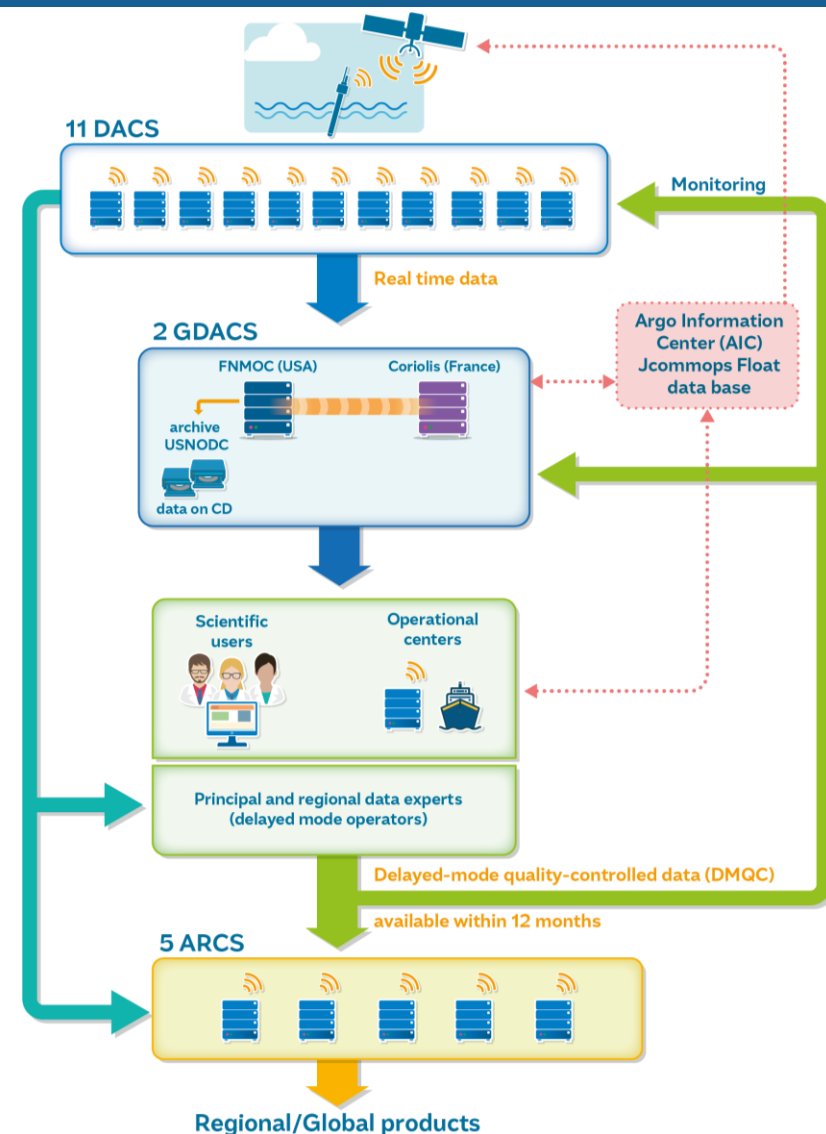 11 DACS
Monitoring
Real time data
2 GDACS
FNMOC (USA)
Coriolis (France)
archive
USNODC
data on CD
Argo Information
Center (AIC)
Jcommops Float
data base
Scientific
users
Operational
centers
Principal and regional data experts
(delayed mode operators)
Delayed-mode quality-controlled data (DMQC)
available within 12 months
5 ARCS
Regional/Global products